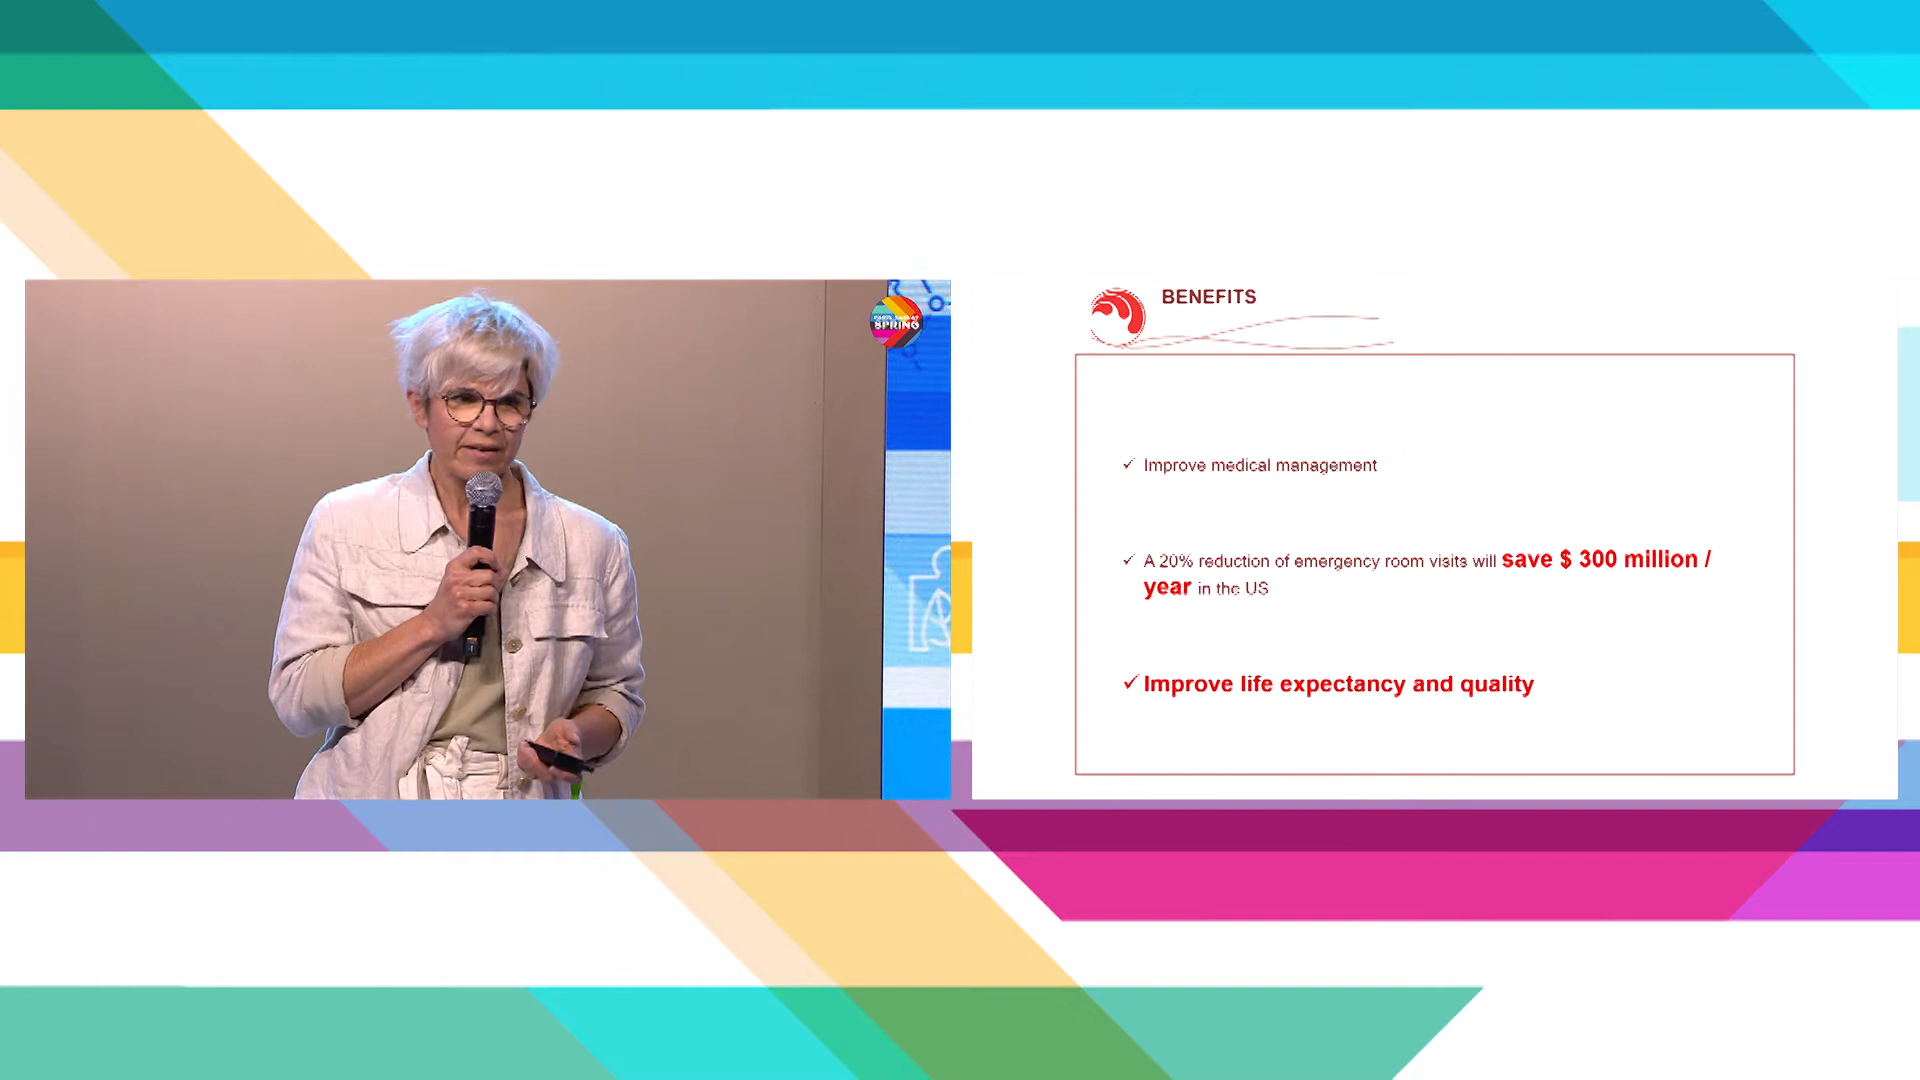 SPRING
BENEFITS
✓ Improve medical management
✓ A 20% reduction of emergency room visits will save $ 300 million /
year in the US
✓ Improve life expectancy and quality